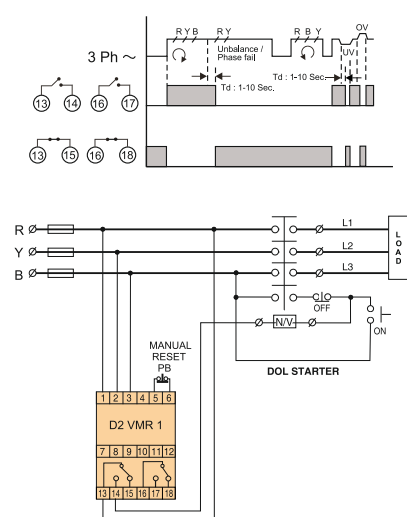 R Y B
R Y
R B Y
OV
3 Ph ~
Unbalance /
Phase fail
UV
Td : 1-10 Sec.
Td : 1-10 Sec.
13 14 16 17
13 15 16 18
R
L1
Y
L2
B
L3
LOAD
OFF
N/V
ON
DOL STARTER
MANUAL
RESET
PB
1 2 3 4 5 6
D2 VMR 1
7 8 9 10 11 12
13 14 15 16 17 18